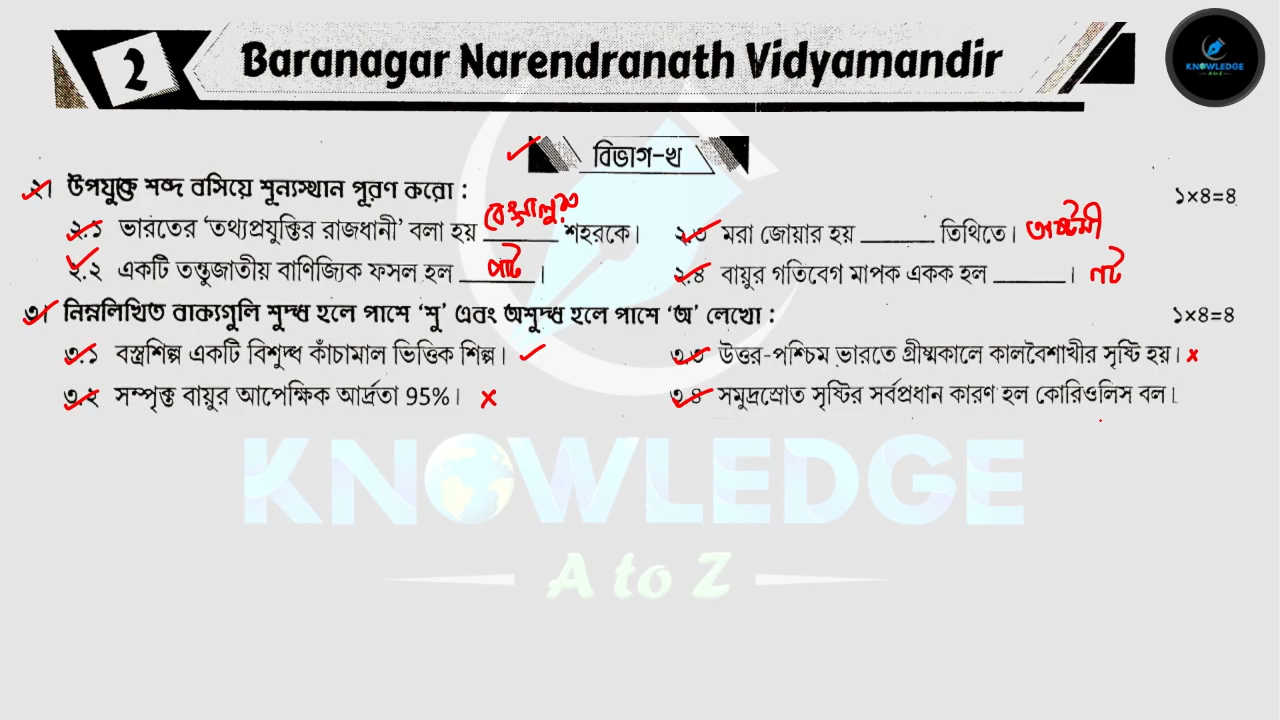 2 Baranagar Narendranath Vidyamandir
KNOWLEDGE
A to Z
বিভাগ-খ
২। উপযুক্ত শব্দ বসিয়ে শূন্যস্থান পূরণ করো : ১×৪=৪
২.১ ভারতের ‘তথ্যপ্রযুক্তির রাজধানী’ বলা হয় বেঙ্গালুরু শহরকে।
২.৩ মরা জোয়ার হয় ______ তিথিতে। অষ্টমী
২.২ একটি তন্তুজাতীয় বাণিজ্যিক ফসল হল পাট ।
২.৪ বায়ুর গতিবেগ মাপক একক হল ______ । নট
৩। নিম্নলিখিত বাক্যগুলি শুদ্ধ হলে পাশে ‘শু’ এবং অশুদ্ধ হলে পাশে ‘অ’ লেখো : ১×৪=৪
৩.১ বস্ত্রশিল্প একটি বিশুদ্ধ কাঁচামাল ভিত্তিক শিল্প। ✓
৩.৩ উত্তর-পশ্চিম ভারতে গ্রীষ্মকালে কালবৈশাখীর সৃষ্টি হয়। x
৩.২ সম্পৃক্ত বায়ুর আপেক্ষিক আর্দ্রতা 95%। x
৩.৪ সমুদ্রস্রোত সৃষ্টির সর্বপ্রধান কারণ হল কোরিওলিস বল।
KNOWLEDGE
A to Z